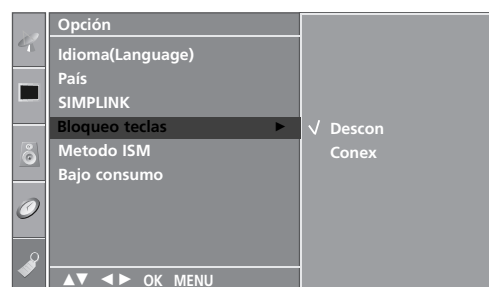 Opción
Idioma(Language)
País
SIMPLINK
Bloqueo teclas ►
Metodo ISM
Bajo consumo
√ Descon
Conex
▲▼ ◄► OK MENU